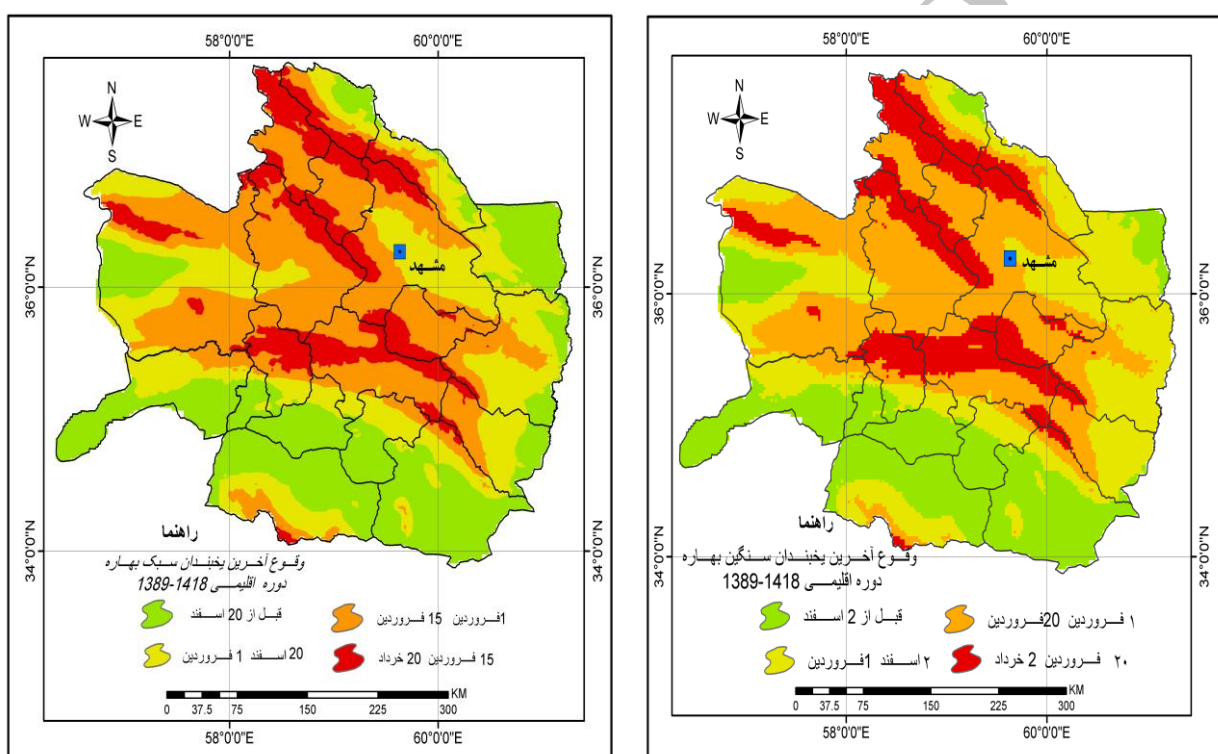 58°0'0"E
60°0'0"E
N
W
E
S
36°0'0"N
36°0'0"N
مشهد
34°0'0"N
34°0'0"N
راهنما
وقوع آخرین یخبندان سبک بهاره
دوره اقلیمی 1418-1389
قبل از 20 اسفند
1فروردین 15 فروردین
20 اسفند 1 فروردین
15 فروردین 20 خرداد
KM
0 37.5 75 150 225 300
58°0'0"E
60°0'0"E
58°0'0"E
60°0'0"E
N
W
E
S
36°0'0"N
36°0'0"N
مشهد
34°0'0"N
34°0'0"N
راهنما
وقوع آخرین یخبندان سنگین بهاره
دوره اقلیمی 1418-1389
قبل از 2 اسفند
۱ فروردین 20فروردین
۲ اسفند 1فروردین
۲۰ فروردین 2 خرداد
KM
0 37.5 75 150 225 300
58°0'0"E
60°0'0"E